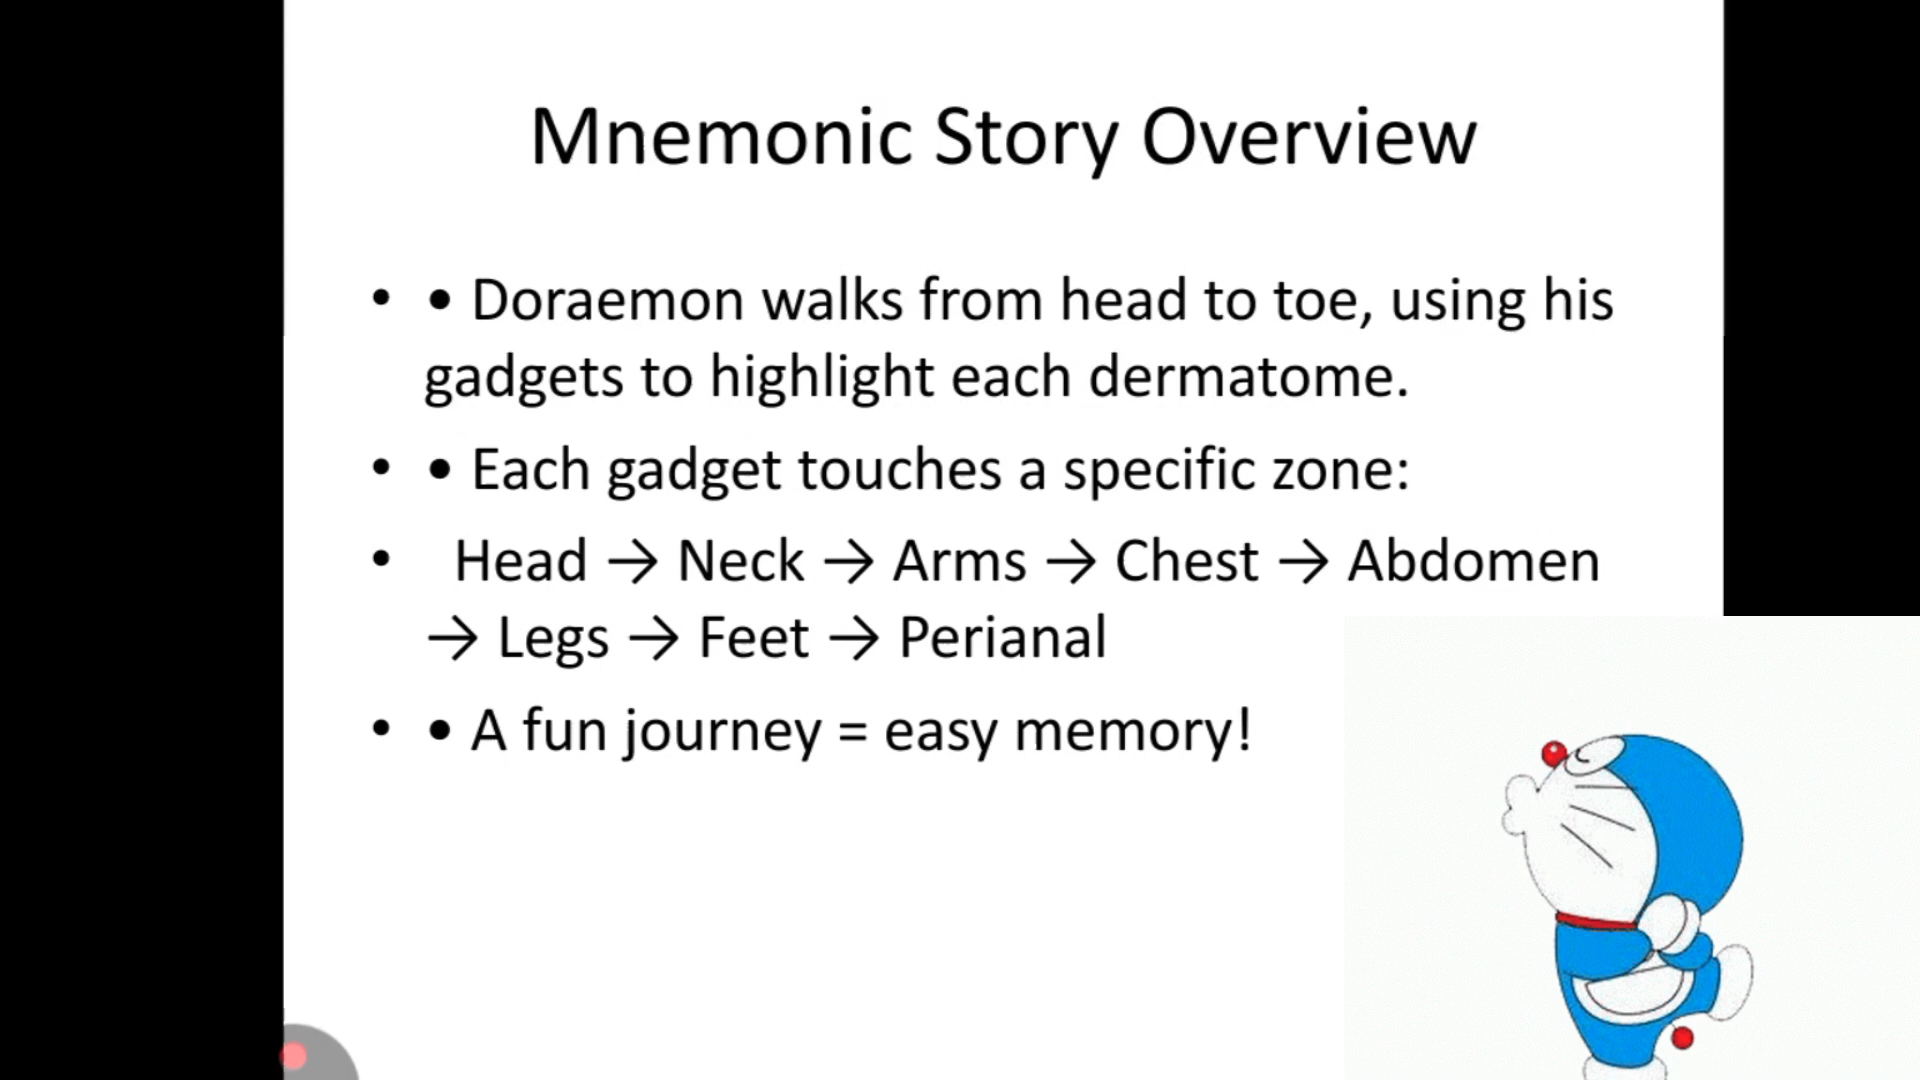 Mnemonic Story Overview
• • Doraemon walks from head to toe, using his
gadgets to highlight each dermatome.
• • Each gadget touches a specific zone:
• Head → Neck → Arms → Chest → Abdomen
→ Legs → Feet → Perianal
• • A fun journey = easy memory!